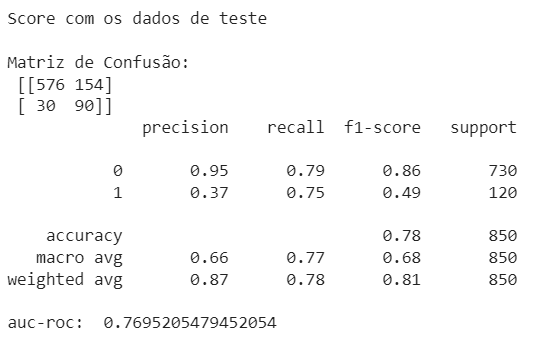 Score com os dados de teste
Matriz de Confusão:
[[576 154]
[ 30  90]]
precision recall f1-score support
0 0.95 0.79 0.86 730
1 0.37 0.75 0.49 120
accuracy 0.78 850
macro avg 0.66 0.77 0.68 850
weighted avg 0.87 0.78 0.81 850
auc-roc:  0.7695205479452054